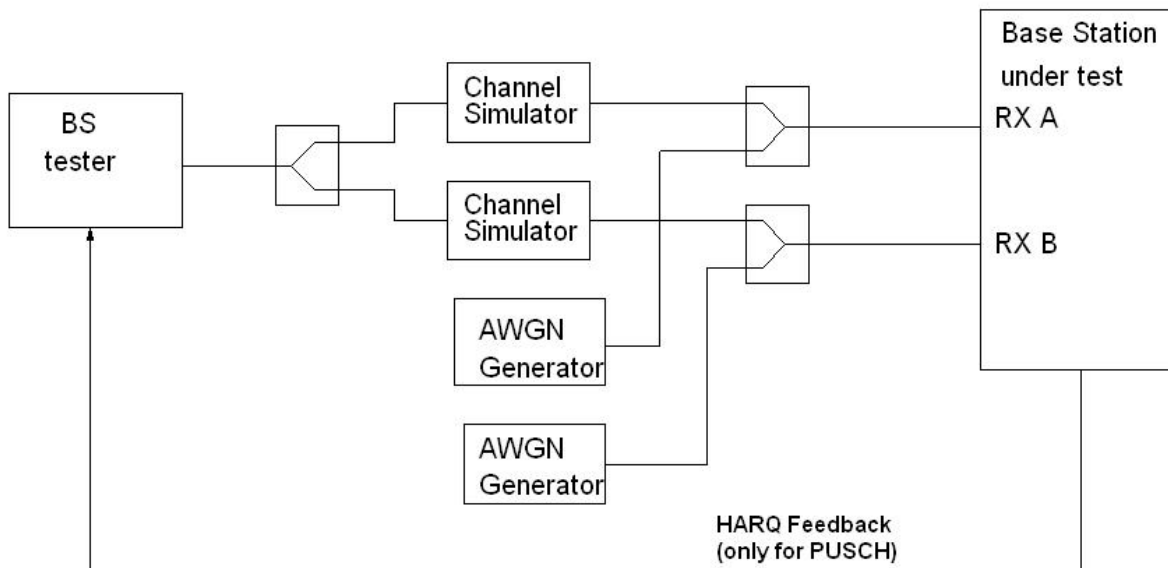 Base Station
under test
RX A
RX B
BS
tester
Channel
Simulator
Channel
Simulator
AWGN
Generator
AWGN
Generator
HARQ Feedback
(only for PUSCH)